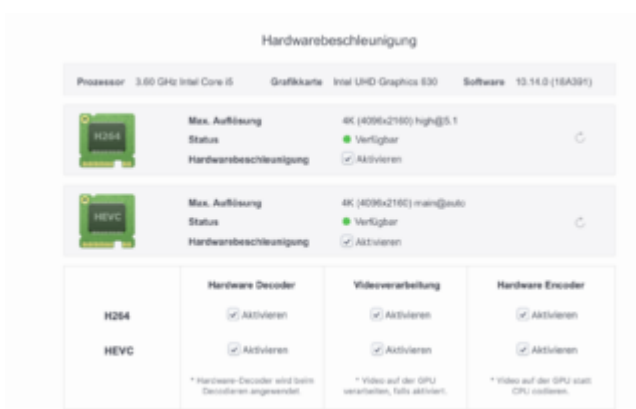 Hardwarebeschleunigung
Prozessor 3.60 GHz Intel Core i5 Grafikkarte Intel UHD Graphics 630 Software 10.14.0 (18A391)
H264
Max. Auflösung 4K (4096x2160) high@5.1
Status Verfügbar
Hardwarebeschleunigung Aktivieren
HEVC
Max. Auflösung 4K (4096x2160) main@auto
Status Verfügbar
Hardwarebeschleunigung Aktivieren
Hardware Decoder Videoverarbeitung Hardware Encoder
H264 Aktivieren Aktivieren Aktivieren
HEVC Aktivieren Aktivieren Aktivieren
* Hardware-Decoder wird beim * Video auf der GPU * Video auf der GPU statt
Decodieren angewendet. verarbeiten, falls aktiviert. CPU codieren.